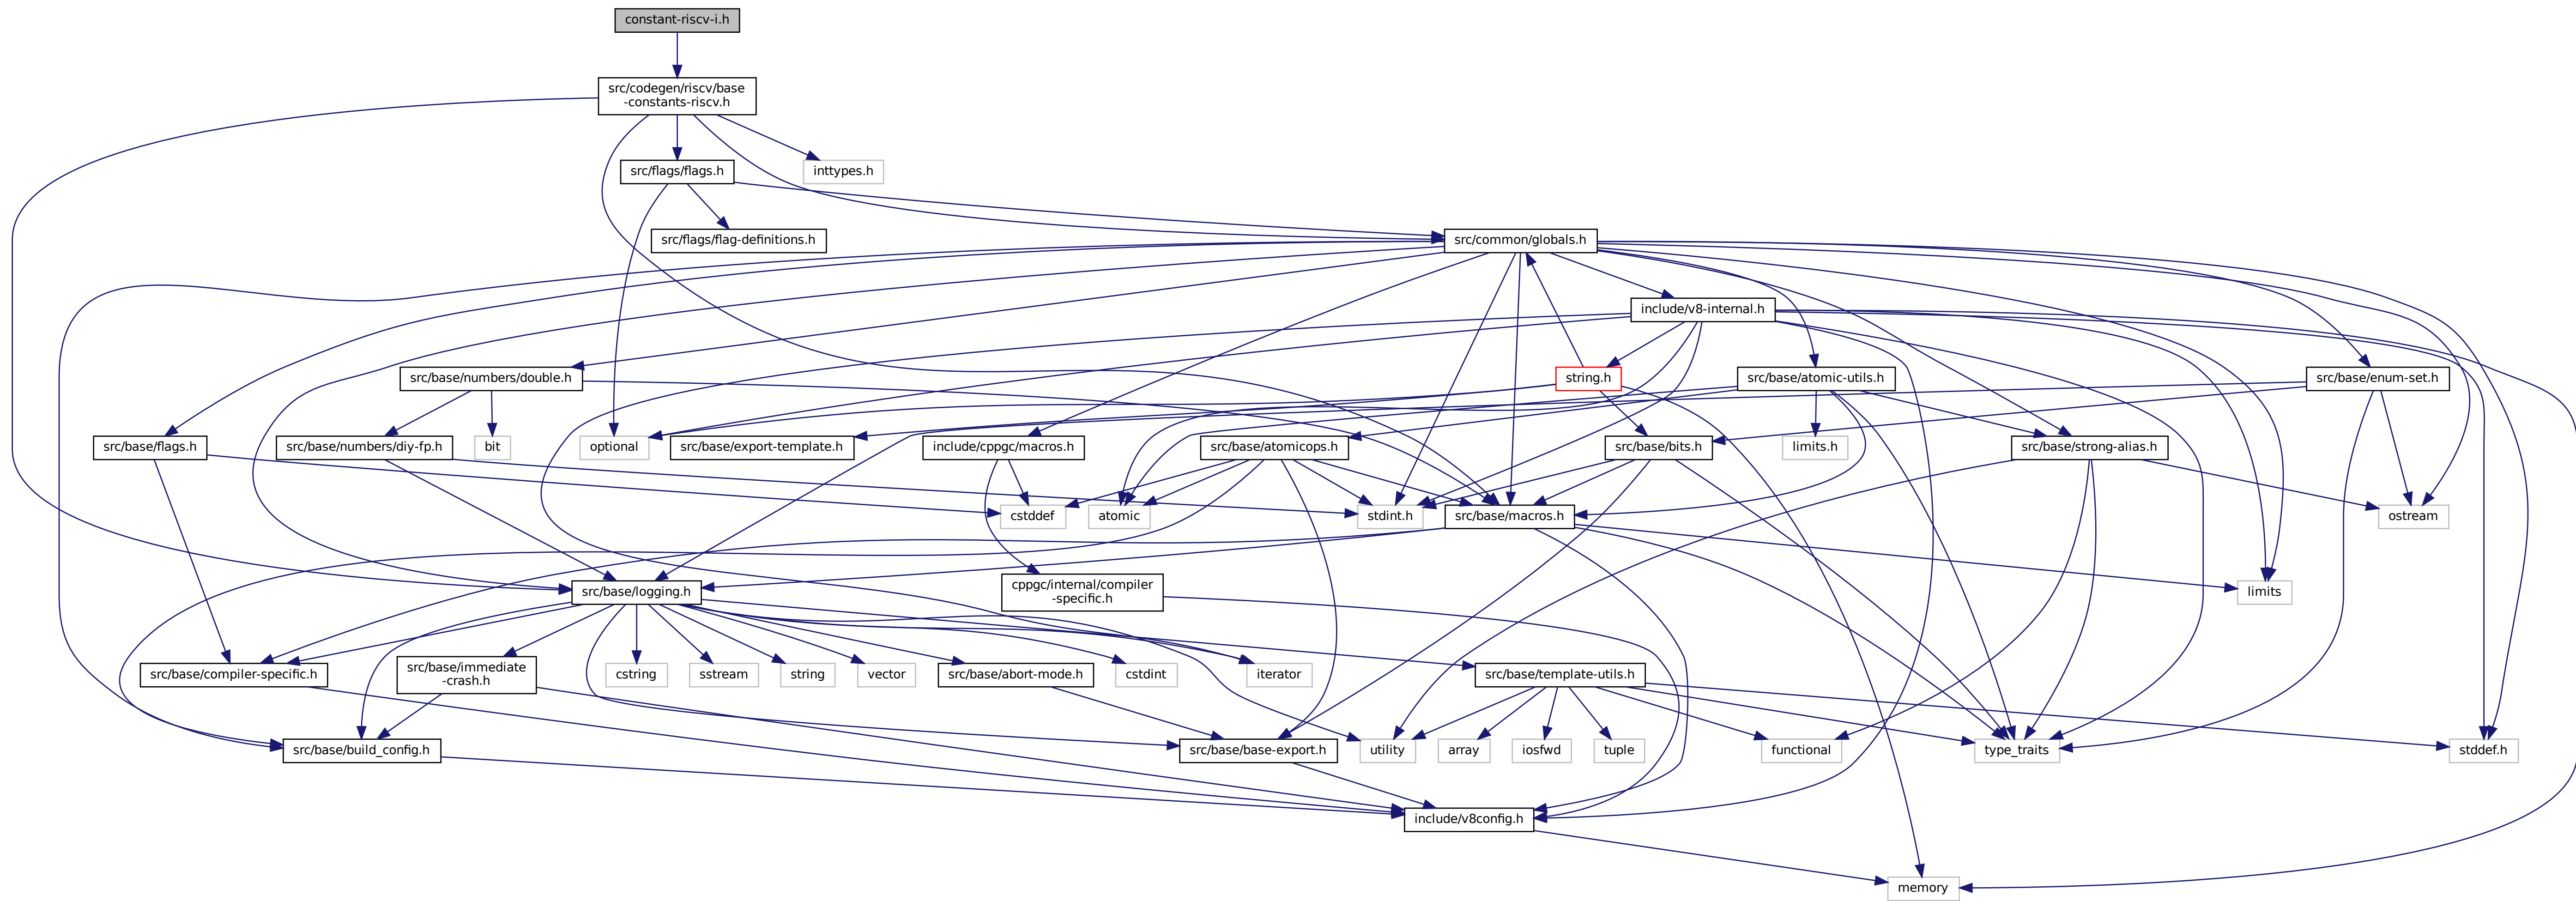 constant-riscv-i.h
src/codegen/riscv/base
-constants-riscv.h
src/flags/flags.h
inttypes.h
src/flags/flag-definitions.h
src/common/globals.h
include/v8-internal.h
src/base/numbers/double.h
string.h
src/base/atomic-utils.h
src/base/enum-set.h
src/base/flags.h
src/base/numbers/diy-fp.h
bit
optional
src/base/export-template.h
include/cppgc/macros.h
src/base/atomicops.h
src/base/bits.h
limits.h
src/base/strong-alias.h
cstddef
atomic
stdint.h
src/base/macros.h
ostream
src/base/logging.h
cppgc/internal/compiler
-specific.h
limits
src/base/compiler-specific.h
src/base/immediate
-crash.h
cstring
sstream
string
vector
src/base/abort-mode.h
cstdint
iterator
src/base/template-utils.h
src/base/build_config.h
src/base/base-export.h
utility
array
iosfwd
tuple
functional
type_traits
stddef.h
include/v8config.h
memory